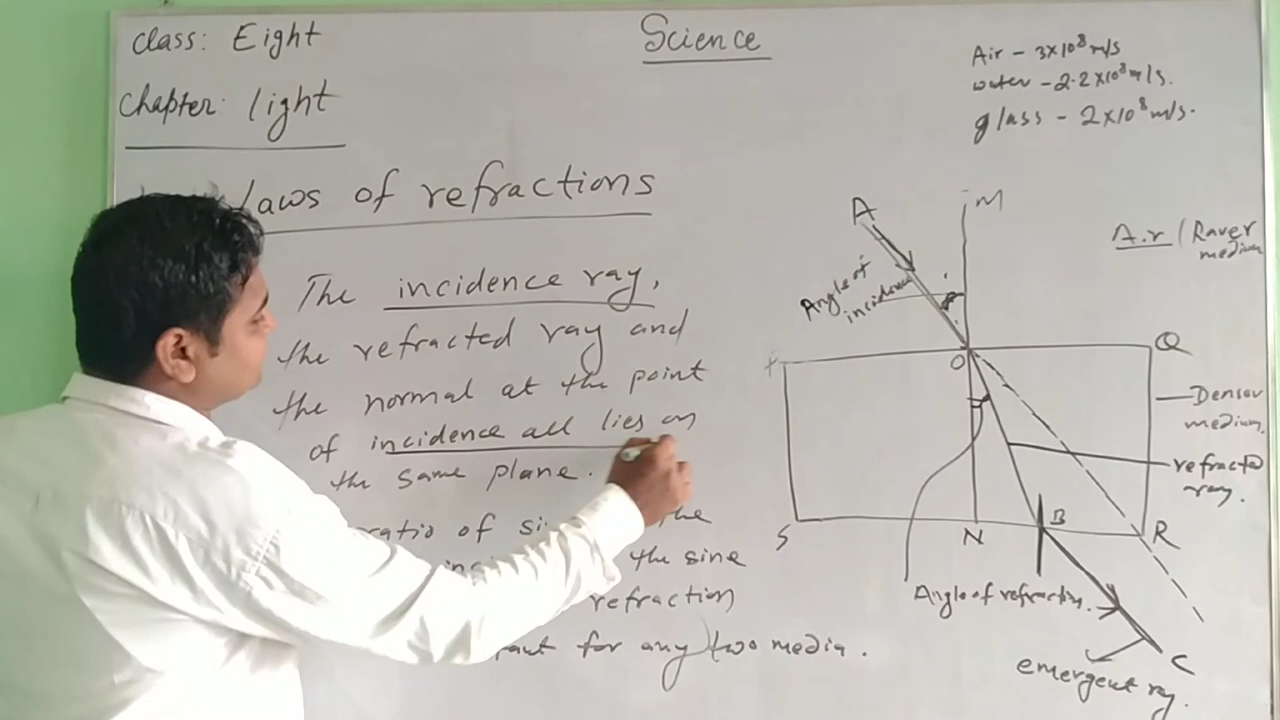 Class: Eight
Science
Chapter: light
Air - 3x10⁸ m/s
water - 2.2x10⁸ m/s.
glass - 2x10⁸ m/s.
laws of refractions
The incidence ray,
the refracted ray and
the normal at the point
of incidence all lies on
the same plane.
ratio of the
the sine
refraction
for any two media.
A
M
Angle of
incidence
Air / Raver
medium
O
Q
Denser
medium.
refracted
ray.
S
N
B
R
Angle of refraction.
C
emergent ray.